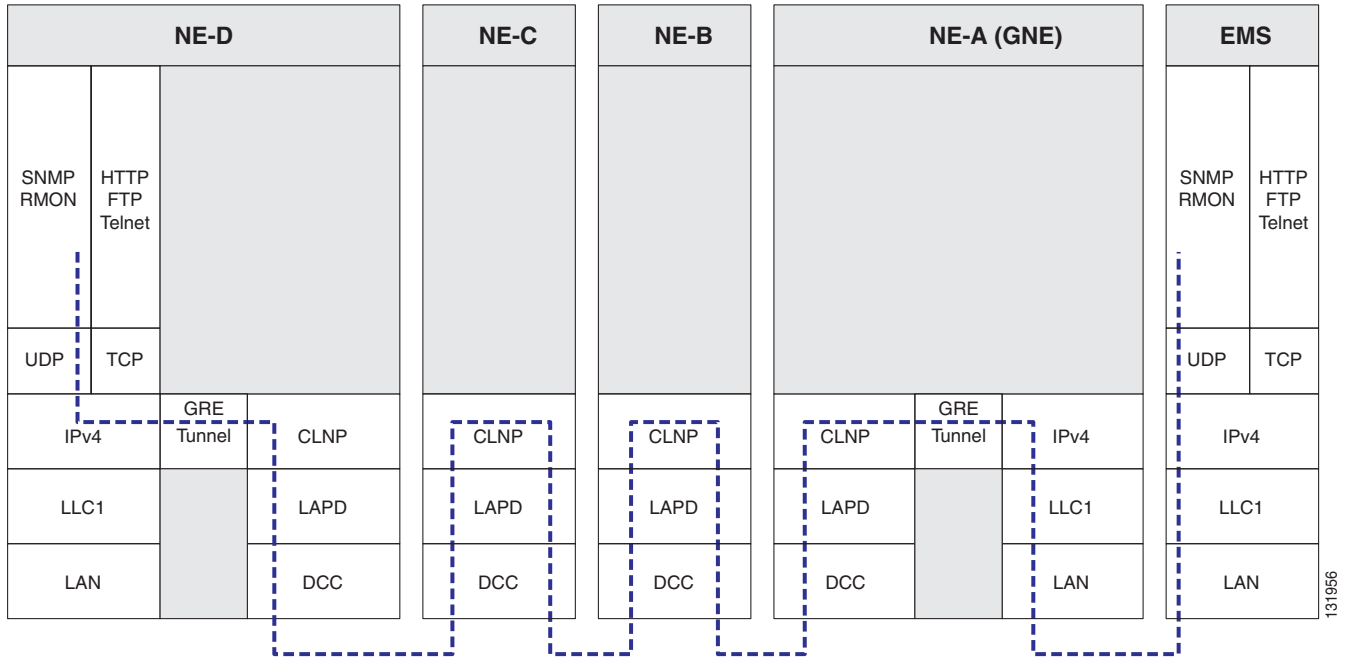 NE-D
NE-C
NE-B
NE-A (GNE)
EMS
SNMP
RMON
HTTP
FTP
Telnet
SNMP
RMON
HTTP
FTP
Telnet
UDP
TCP
UDP
TCP
IPv4
GRE
Tunnel
CLNP
CLNP
CLNP
CLNP
GRE
Tunnel
IPv4
IPv4
LLC1
LAPD
LAPD
LAPD
LAPD
LLC1
LLC1
LAN
DCC
DCC
DCC
DCC
LAN
LAN
131956